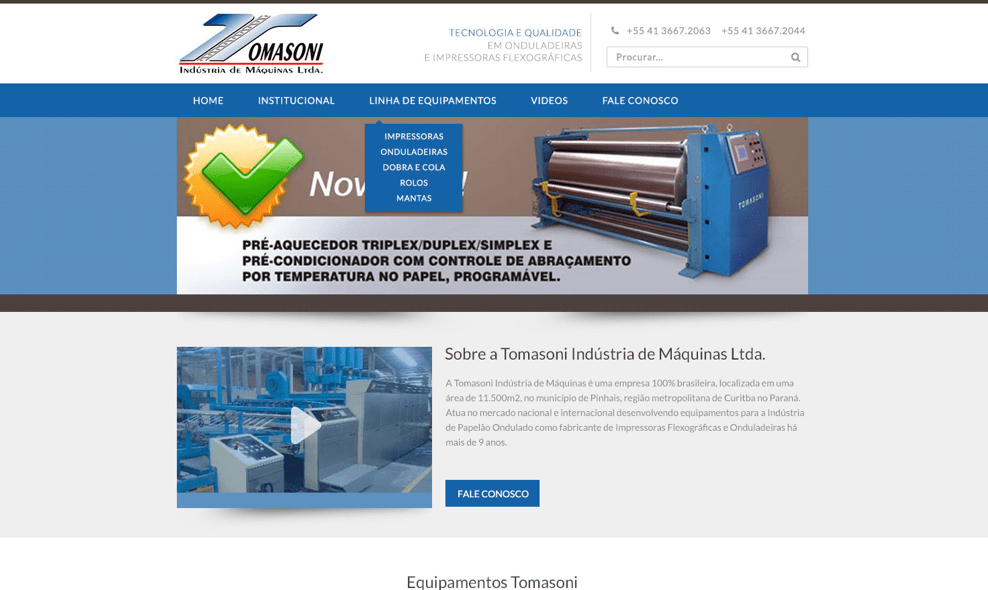 TOMASONI
Indústria de Máquinas Ltda.
TECNOLOGIA E QUALIDADE
EM ONDULADEIRAS
E IMPRESSORAS FLEXOGRÁFICAS
+55 41 3667.2063 +55 41 3667.2044
Procurar...
HOME INSTITUCIONAL LINHA DE EQUIPAMENTOS VIDEOS FALE CONOSCO
IMPRESSORAS
ONDULADEIRAS
DOBRA E COLA
ROLOS
MANTAS
TOMASONI
PRÉ-AQUECEDOR TRIPLEX/DUPLEX/SIMPLEX E
PRÉ-CONDICIONADOR COM CONTROLE DE ABRAÇAMENTO
POR TEMPERATURA NO PAPEL, PROGRAMÁVEL.
Sobre a Tomasoni Indústria de Máquinas Ltda.
A Tomasoni Indústria de Máquinas é uma empresa 100% brasileira, localizada em uma
área de 11.500m2, no município de Pinhais, região metropolitana de Curitba no Paraná.
Atua no mercado nacional e internacional desenvolvendo equipamentos para a Indústria
de Papelão Ondulado como fabricante de Impressoras Flexográficas e Onduladeiras há
mais de 9 anos.
FALE CONOSCO
Equipamentos Tomasoni